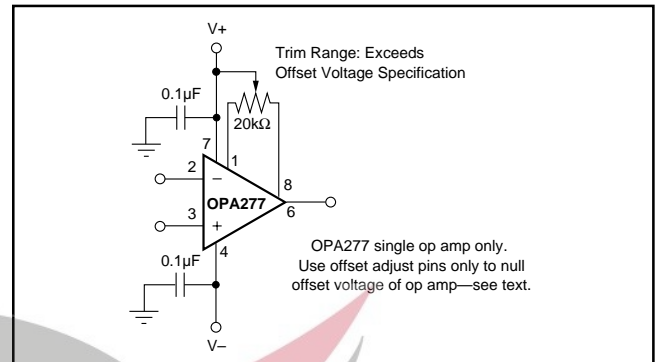 V+
Trim Range: Exceeds
Offset Voltage Specification
0.1µF
20kΩ
7
1
2
−
8
OPA277
6
3
+
4
0.1µF
OPA277 single op amp only.
Use offset adjust pins only to null
offset voltage of op amp—see text.
V–